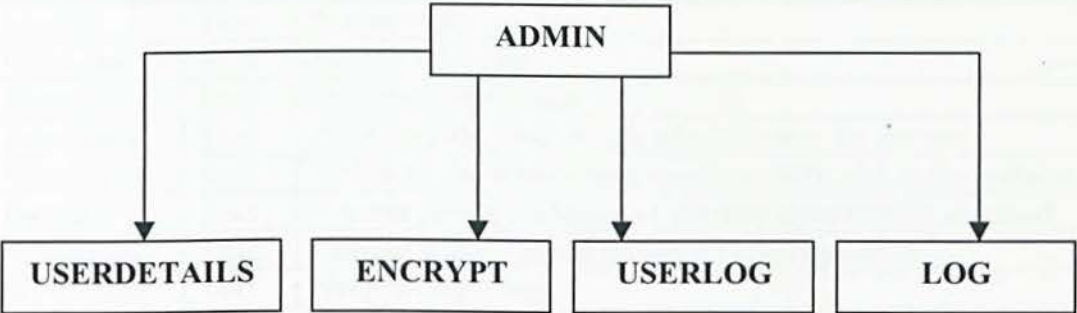 ADMIN
USERDETAILS
ENCRYPT
USERLOG
LOG